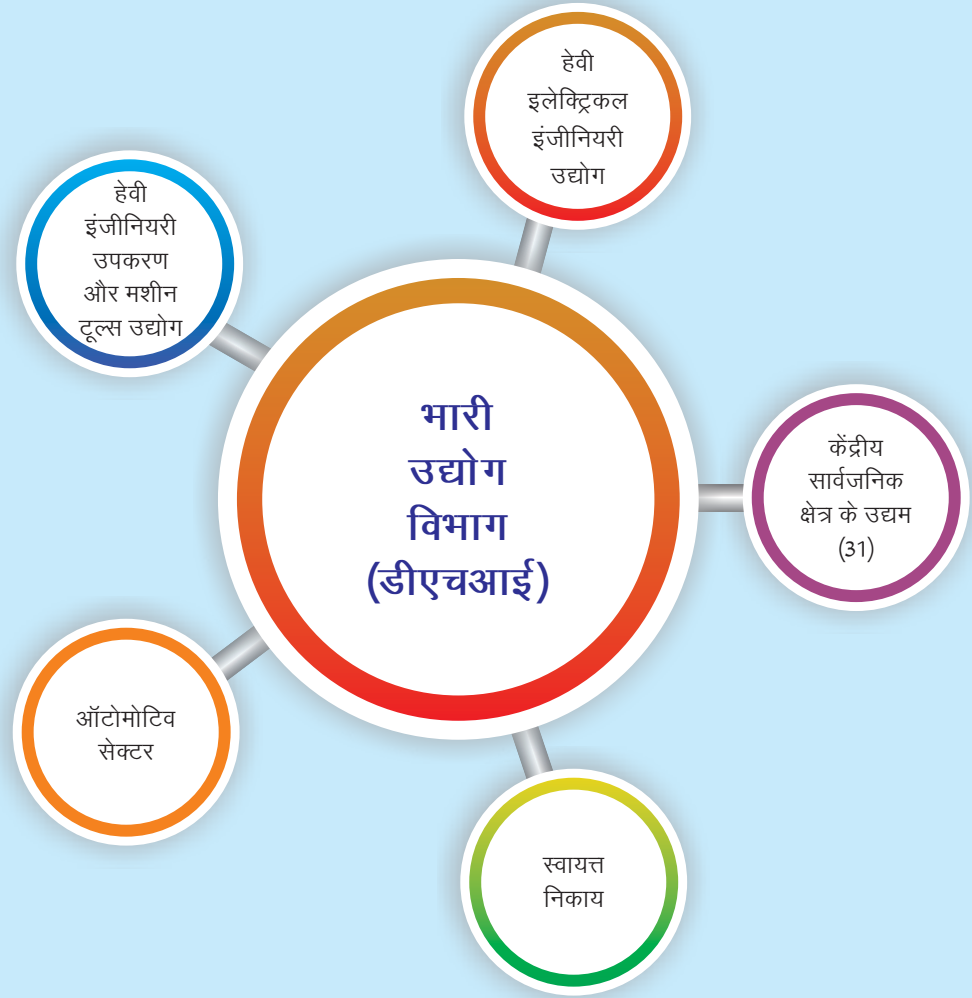 हेवी
इलेक्ट्रिकल
इंजीनियरी
उद्योग
हेवी
इंजीनियरी
उपकरण
और मशीन
टूल्स उद्योग
भारी
उद्योग
विभाग
(डीएचआई)
केंद्रीय
सार्वजनिक
क्षेत्र के उद्यम
(31)
ऑटोमोटिव
सेक्टर
स्वायत्त
निकाय